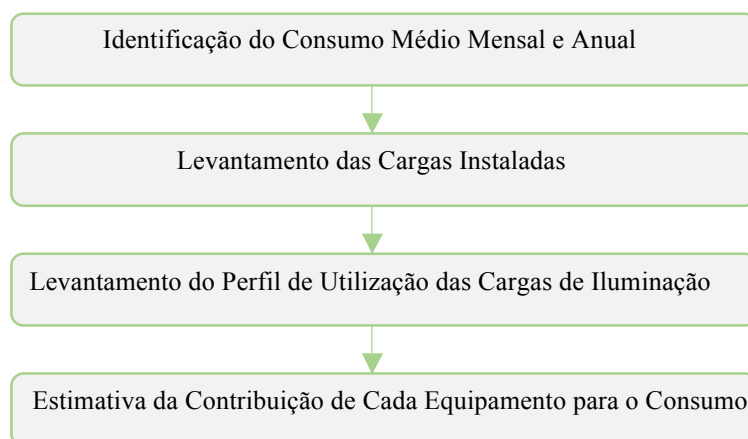 Identificação do Consumo Médio Mensal e Anual
Levantamento das Cargas Instaladas
Levantamento do Perfil de Utilização das Cargas de Iluminação
Estimativa da Contribuição de Cada Equipamento para o Consumo